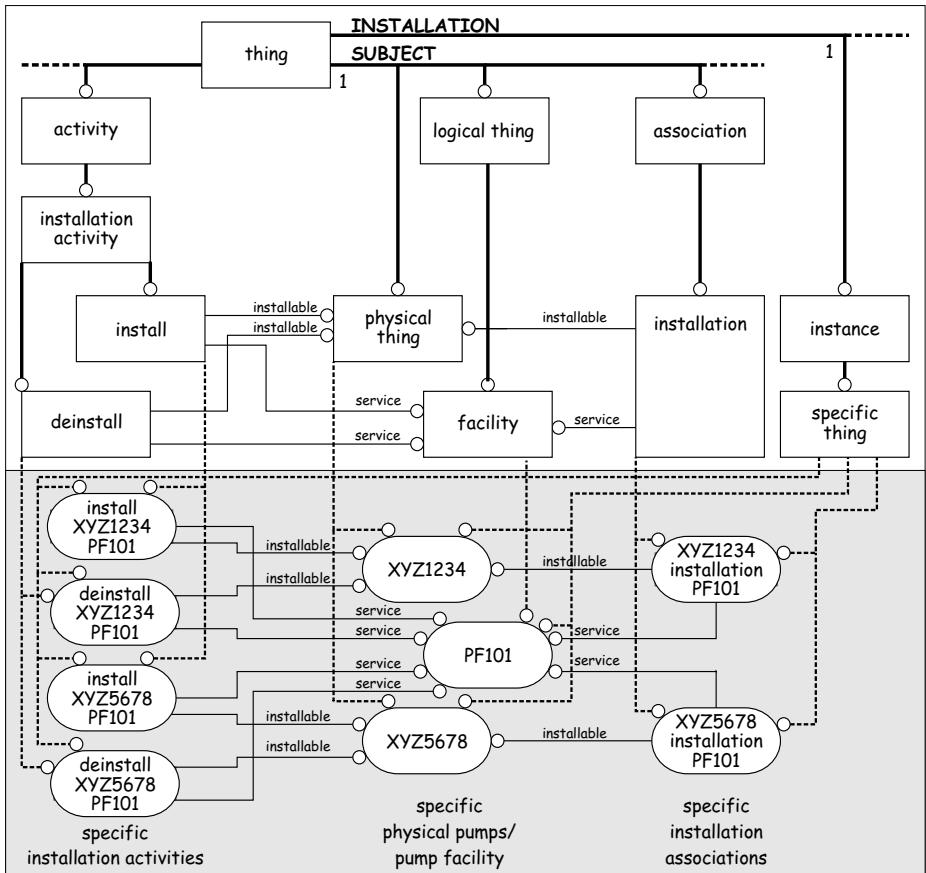 INSTALLATION
thing
SUBJECT
1
1
activity
logical thing
association
installation
activity
installable
installable
install
physical
thing
installable
installation
instance
deinstall
service
service
facility
service
specific
thing
install
XYZ1234
PF101
installable
XYZ1234
installable
XYZ1234
installation
PF101
deinstall
XYZ1234
PF101
installable
service
service
service
PF101
install
XYZ5678
PF101
service
service
service
installable
XYZ5678
installable
XYZ5678
installation
PF101
deinstall
XYZ5678
PF101
installable
specific
installation activities
specific
physical pumps/
pump facility
specific
installation
associations